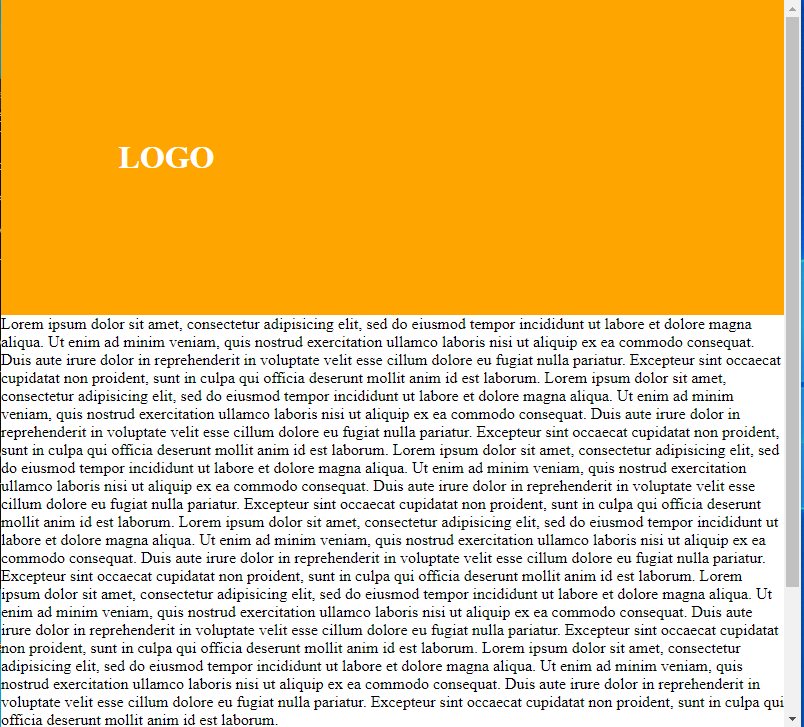 LOGO
Lorem ipsum dolor sit amet, consectetur adipisicing elit, sed do eiusmod tempor incididunt ut labore et dolore magna
aliqua. Ut enim ad minim veniam, quis nostrud exercitation ullamco laboris nisi ut aliquip ex ea commodo consequat.
Duis aute irure dolor in reprehenderit in voluptate velit esse cillum dolore eu fugiat nulla pariatur. Excepteur sint occaecat
cupidatat non proident, sunt in culpa qui officia deserunt mollit anim id est laborum. Lorem ipsum dolor sit amet,
consectetur adipisicing elit, sed do eiusmod tempor incididunt ut labore et dolore magna aliqua. Ut enim ad minim
veniam, quis nostrud exercitation ullamco laboris nisi ut aliquip ex ea commodo consequat. Duis aute irure dolor in
reprehenderit in voluptate velit esse cillum dolore eu fugiat nulla pariatur. Excepteur sint occaecat cupidatat non proident,
sunt in culpa qui officia deserunt mollit anim id est laborum. Lorem ipsum dolor sit amet, consectetur adipisicing elit, sed
do eiusmod tempor incididunt ut labore et dolore magna aliqua. Ut enim ad minim veniam, quis nostrud exercitation
ullamco laboris nisi ut aliquip ex ea commodo consequat. Duis aute irure dolor in reprehenderit in voluptate velit esse
cillum dolore eu fugiat nulla pariatur. Excepteur sint occaecat cupidatat non proident, sunt in culpa qui officia deserunt
mollit anim id est laborum. Lorem ipsum dolor sit amet, consectetur adipisicing elit, sed do eiusmod tempor incididunt ut
labore et dolore magna aliqua. Ut enim ad minim veniam, quis nostrud exercitation ullamco laboris nisi ut aliquip ex ea
commodo consequat. Duis aute irure dolor in reprehenderit in voluptate velit esse cillum dolore eu fugiat nulla pariatur.
Excepteur sint occaecat cupidatat non proident, sunt in culpa qui officia deserunt mollit anim id est laborum. Lorem
ipsum dolor sit amet, consectetur adipisicing elit, sed do eiusmod tempor incididunt ut labore et dolore magna aliqua. Ut
enim ad minim veniam, quis nostrud exercitation ullamco laboris nisi ut aliquip ex ea commodo consequat. Duis aute
irure dolor in reprehenderit in voluptate velit esse cillum dolore eu fugiat nulla pariatur. Excepteur sint occaecat cupidatat
non proident, sunt in culpa qui officia deserunt mollit anim id est laborum. Lorem ipsum dolor sit amet, consectetur
adipisicing elit, sed do eiusmod tempor incididunt ut labore et dolore magna aliqua. Ut enim ad minim veniam, quis
nostrud exercitation ullamco laboris nisi ut aliquip ex ea commodo consequat. Duis aute irure dolor in reprehenderit in
voluptate velit esse cillum dolore eu fugiat nulla pariatur. Excepteur sint occaecat cupidatat non proident, sunt in culpa qui
officia deserunt mollit anim id est laborum.